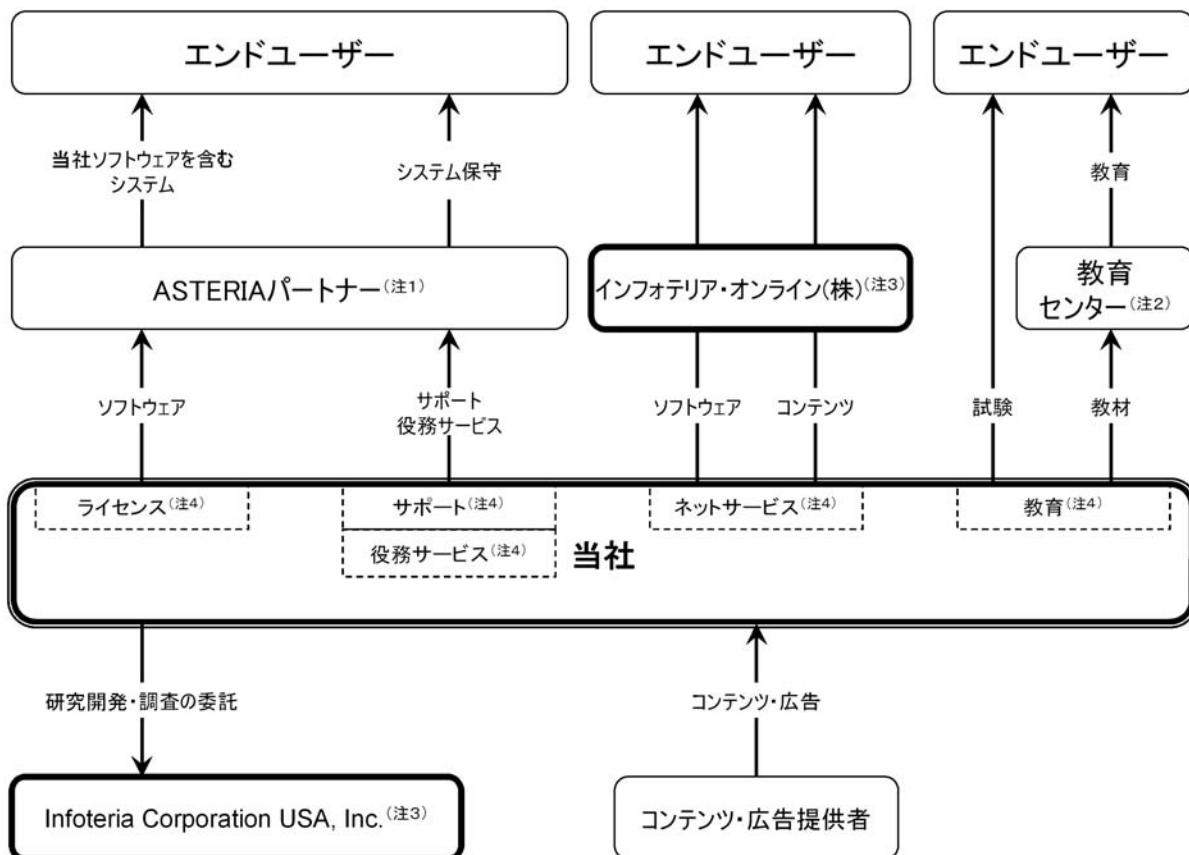 エンドユーザー
エンドユーザー
エンドユーザー
当社ソフトウェアを含む
システム
システム保守
教育
ASTERIAパートナー(注1)
インフォテリア・オンライン(株)(注3)
教育
センター(注2)
ソフトウェア
サポート
役務サービス
ソフトウェア
コンテンツ
試験
教材
ライセンス(注4)
サポート(注4)
ネットサービス(注4)
教育(注4)
役務サービス(注4)
当社
研究開発・調査の委託
コンテンツ・広告
Infoteria Corporation USA, Inc.(注3)
コンテンツ・広告提供者